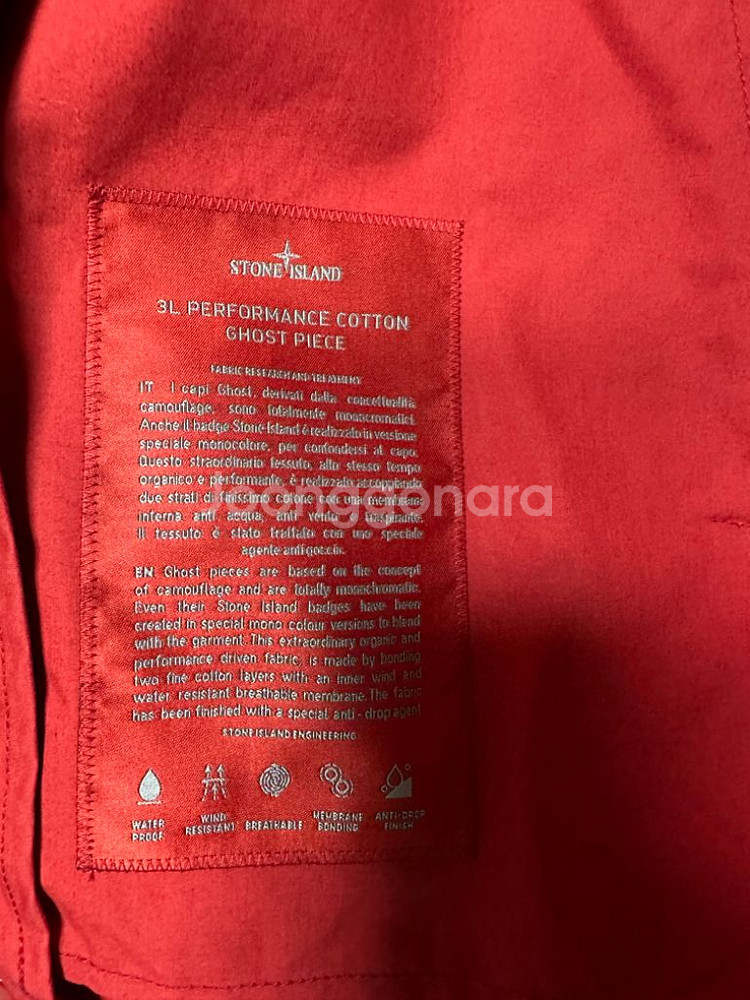 STONE ISLAND
3L PERFORMANCE COTTON
GHOST PIECE
FABRIC RESEARCH AND TREATMENT
IT I capi Ghost, derivati dalla concettualità
camouflage, sono totalmente monocromatici.
Anche il badge Stone Island è realizzato in versione
speciale monocolore, per confondersi al capo.
Questo straordinario tessuto, allo stesso tempo
organico e performante, è realizzato accoppiando
due strati di finissimo cotone con una membrana
interna anti acqua, anti vento e traspirante.
Il tessuto è stato trattato con uno speciale
agente anti goccia.
EN: Ghost pieces are based on the concept
of camouflage and are totally monochromatic.
Even their Stone Island badges have been
created in special mono colour versions to blend
with the garment. This extraordinary organic and
performance driven fabric, is made by bonding
two fine cotton layers with an inner wind and
water resistant breathable membrane. The fabric
has been finished with a special anti-drop agent
STONE ISLAND ENGINEERING
WATER
PROOF
WIND
RESISTANT
BREATHABLE
MEMBRANE
BONDING
ANTI-DROP
FINISH